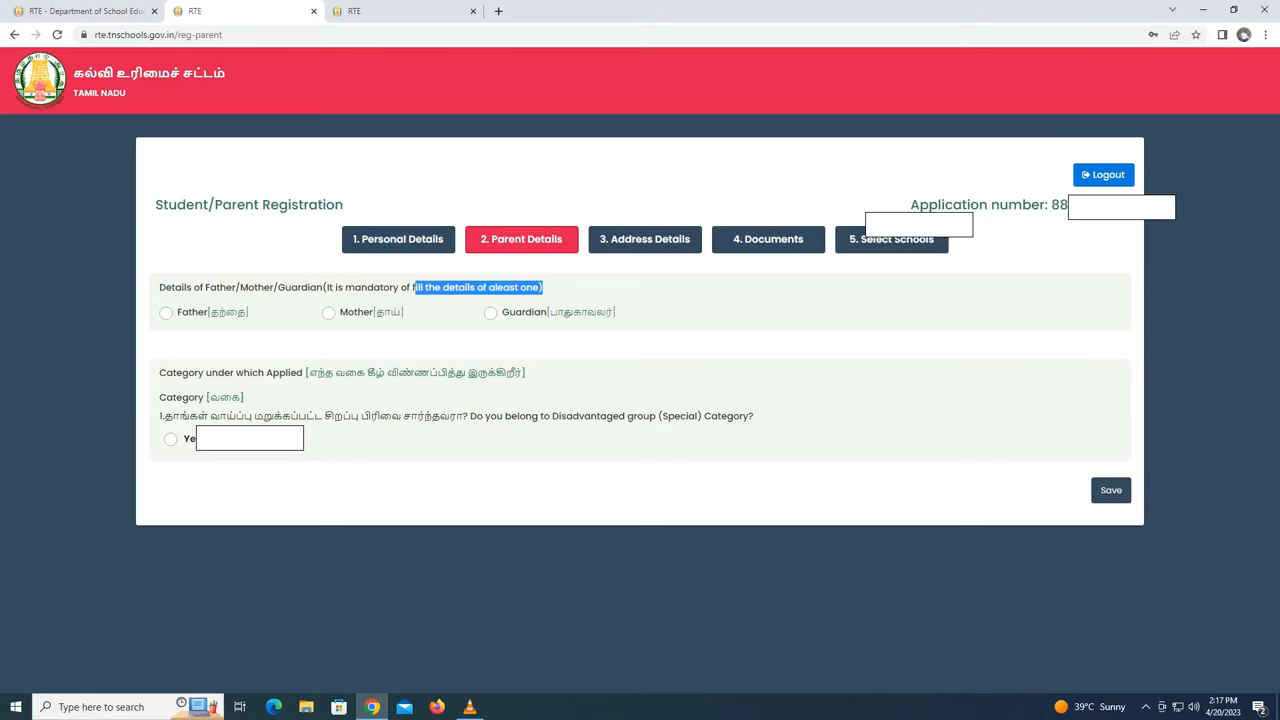 RTE - Department of School Edu
RTE
RTE
rte.tnschools.gov.in/reg-parent
கல்வி உரிமைச் சட்டம்
TAMIL NADU
Logout
Student/Parent Registration
Application number: 88
1. Personal Details
2. Parent Details
3. Address Details
4. Documents
5. Select Schools
Details of Father/Mother/Guardian(It is mandatory of fill the details of aleast one)
Father[தந்தை]
Mother[தாய்]
Guardian[பாதுகாவலர்]
Category under which Applied [எந்த வகை கீழ் விண்ணப்பித்து இருக்கிறீர்]
Category [வகை]
1.தாங்கள் வாய்ப்பு மறுக்கப்பட்ட சிறப்பு பிரிவை சார்ந்தவரா? Do you belong to Disadvantaged group (Special) Category?
Ye
Save
Type here to search
39°C Sunny
2:17 PM
4/20/2023
2